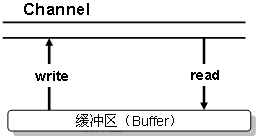 Channel
write
read
缓冲区（Buffer）